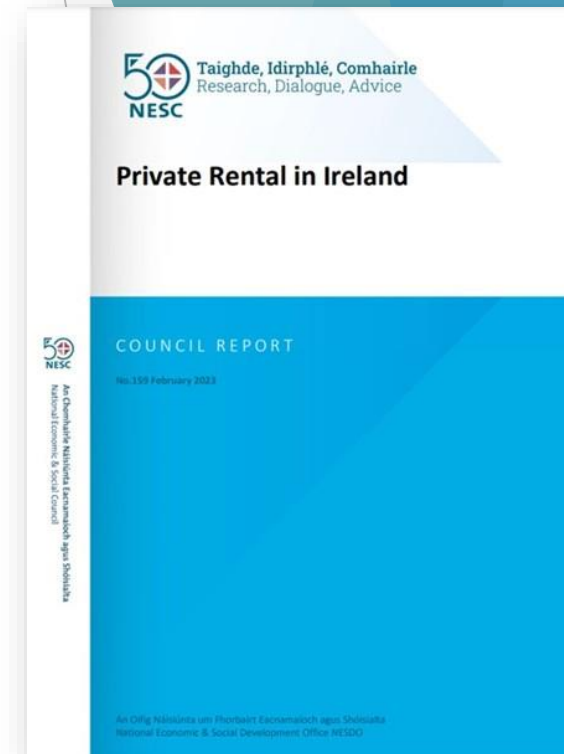 50
NESC
Taighde, Idirphlé, Comhairle
Research, Dialogue, Advice
Private Rental in Ireland
COUNCIL REPORT
No.159 February 2023
An Oifig Náisiúnta um Fhorbairt Eacnamaíoch agus Shóisialta
National Economic & Social Development Office NESDO
50
NESC
An Chomhairle Náisiúnta Eacnamaíoch agus Shóisialta
National Economic & Social Council